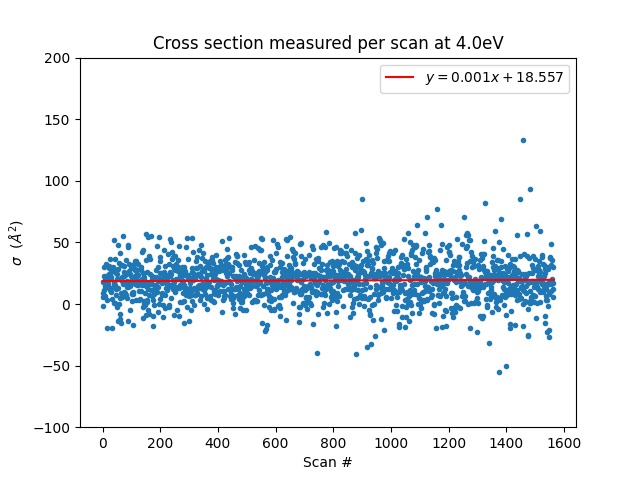 Cross section measured per scan at 4.0eV
200
150
100
50
0
−50
−100
σ (Å²)
y = 0.001x + 18.557
0 200 400 600 800 1000 1200 1400 1600
Scan #